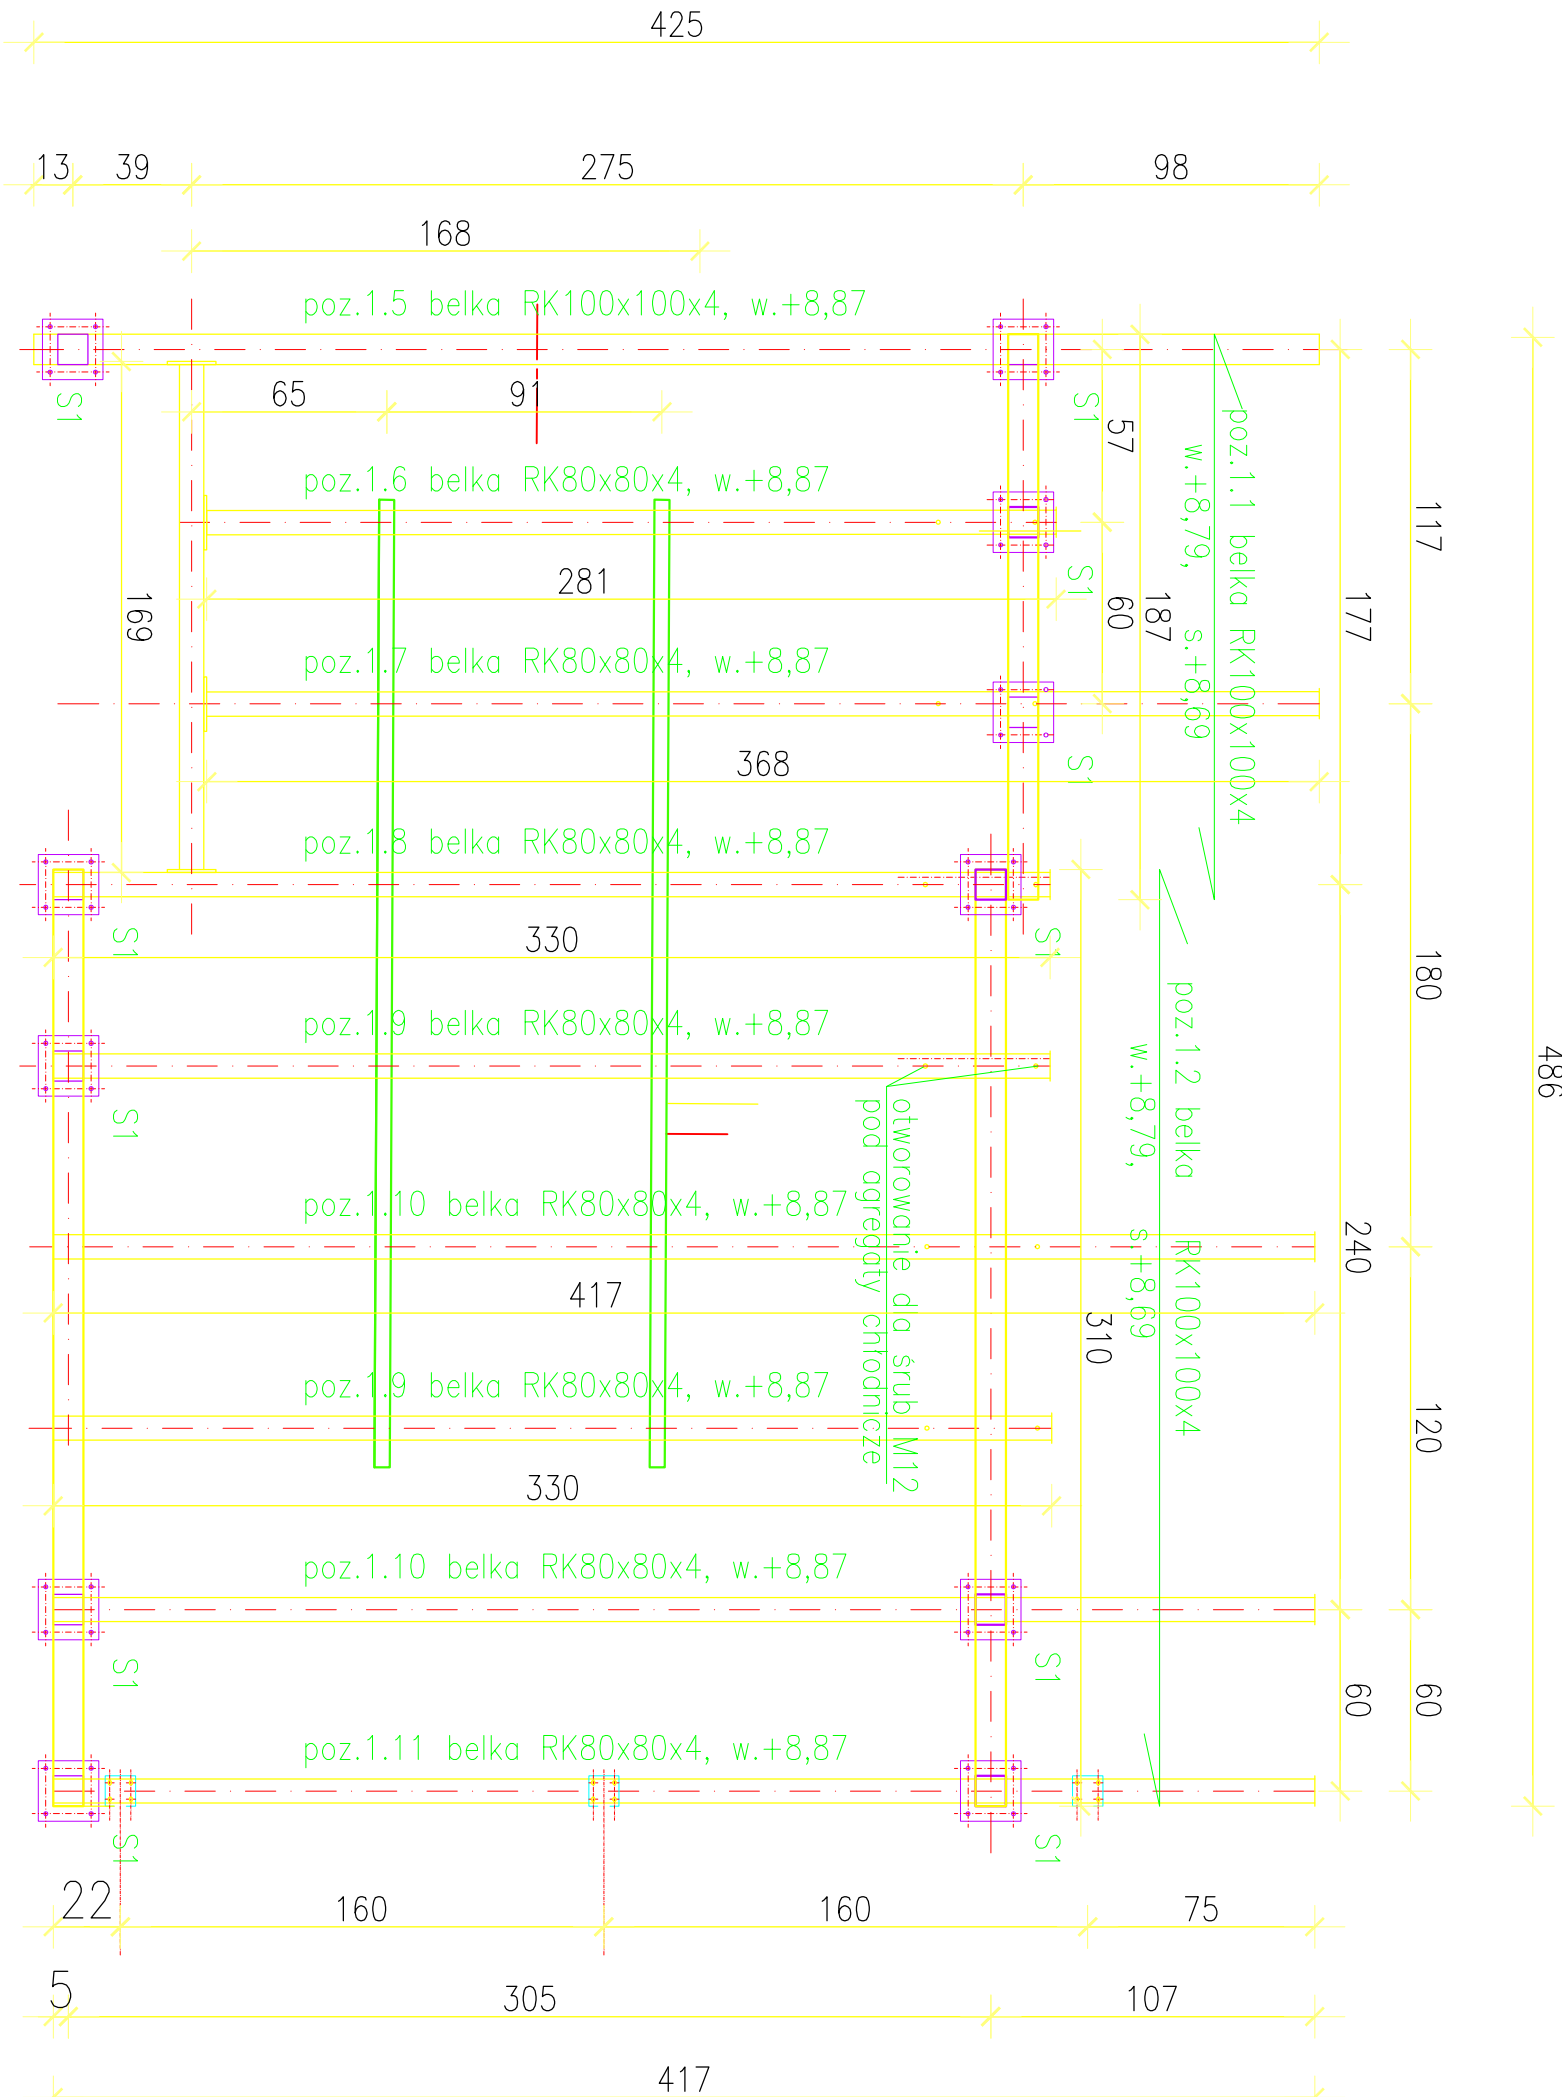 425
13
39
275
98
168
poz.1.5 belka RK100x100x4, w.+8,87
65
91
S1
S1
57
poz.1.1 belka RK100x100x4
w.+8,79, s.+8,69
117
poz.1.6 belka RK80x80x4, w.+8,87
281
S1
60
187
177
169
poz.1.7 belka RK80x80x4, w.+8,87
368
S1
poz.1.8 belka RK80x80x4, w.+8,87
330
S1
S1
180
poz.1.2 belka RK100x100x4
w.+8,79, s.+8,69
486
poz.1.9 belka RK80x80x4, w.+8,87
S1
otworowanie dla śrub M12
pod agregaty chłodnicze
poz.1.10 belka RK80x80x4, w.+8,87
240
417
310
poz.1.9 belka RK80x80x4, w.+8,87
120
330
poz.1.10 belka RK80x80x4, w.+8,87
S1
S1
60
60
poz.1.11 belka RK80x80x4, w.+8,87
S1
S1
22
160
160
75
5
305
107
417